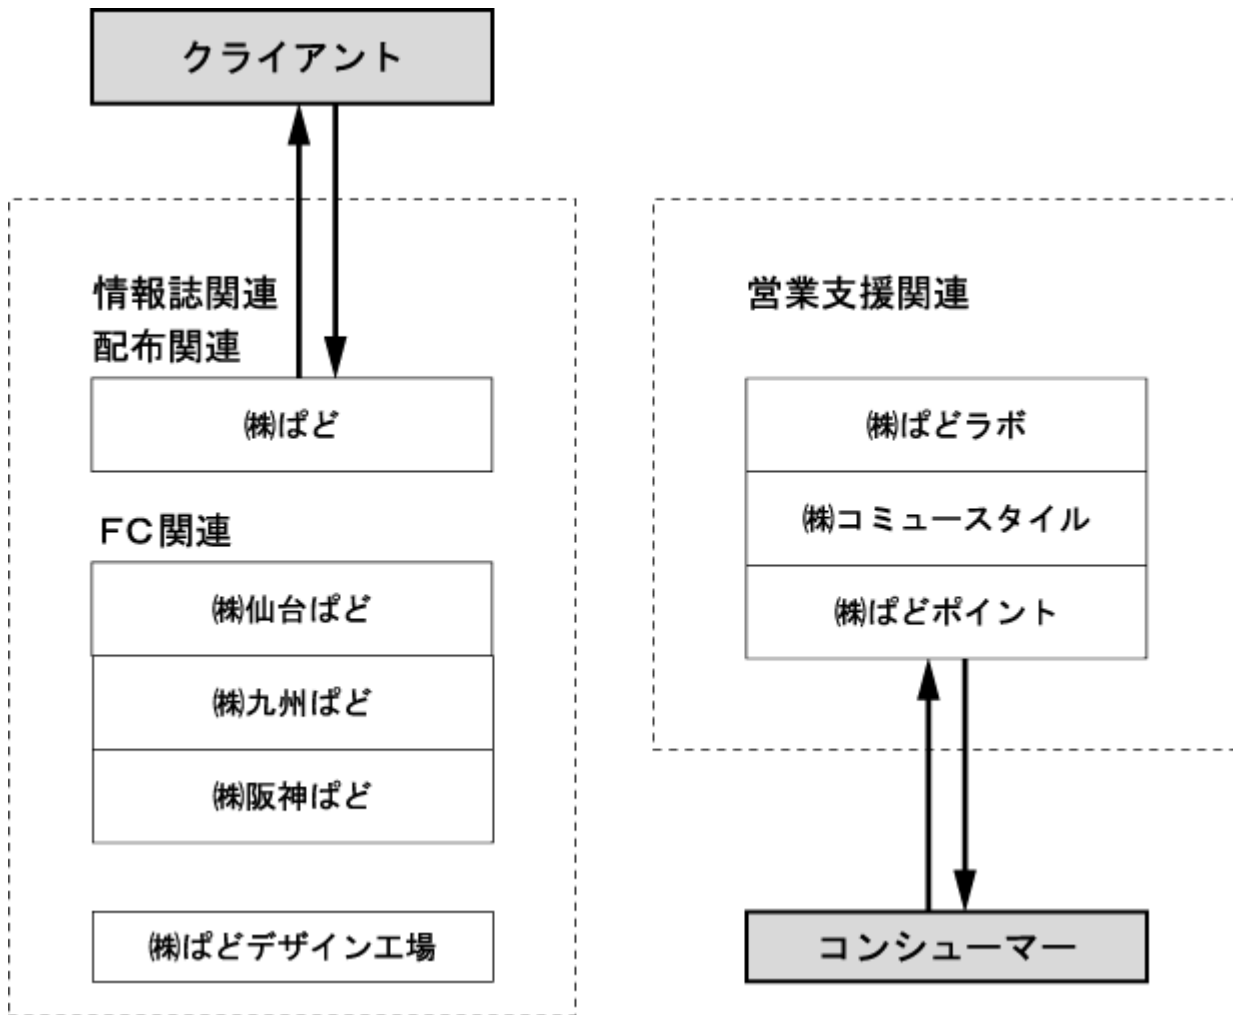 クライアント
情報誌関連
配布関連
㈱ぱど
ＦＣ関連
㈱仙台ぱど
㈱九州ぱど
㈱阪神ぱど
㈱ぱどデザイン工場
営業支援関連
㈱ぱどラボ
㈱コミュースタイル
㈱ぱどポイント
コンシューマー